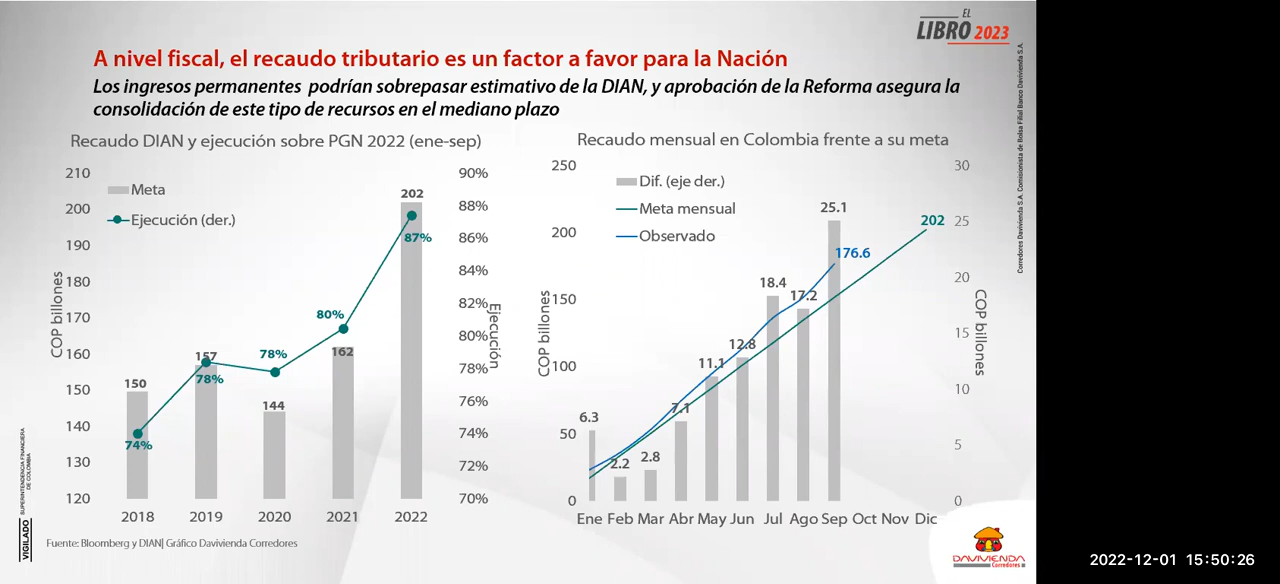 EL
LIBRO 2023
A nivel fiscal, el recaudo tributario es un factor a favor para la Nación
Los ingresos permanentes podrían sobrepasar estimativo de la DIAN, y aprobación de la Reforma asegura la
consolidación de este tipo de recursos en el mediano plazo
Recaudo DIAN y ejecución sobre PGN 2022 (ene-sep)
210
200
190
180
170
160
150
140
130
120
COP billones
Meta
Ejecución (der.)
150
157
144
162
202
74%
78%
78%
80%
87%
90%
88%
86%
84%
82%
80%
78%
76%
74%
72%
70%
Ejecución
2018 2019 2020 2021 2022
Recaudo mensual en Colombia frente a su meta
250
200
150
100
50
0
COP billones
Dif. (eje der.)
Meta mensual
Observado
6.3
2.2
2.8
7.1
11.1
12.8
18.4
17.2
25.1
176.6
202
30
25
20
15
10
5
0
COP billones
Ene Feb Mar Abr May Jun Jul Ago Sep Oct Nov Dic
Fuente: Bloomberg y DIAN| Gráfico Davivienda Corredores
VIGILADO
SUPERINTENDENCIA FINANCIERA
DE COLOMBIA
Corredores Davivienda S.A. Comisionista de Bolsa Filial Banco Davivienda S.A.
DAVIVIENDA
Corredores
2022-12-01 15:50:26